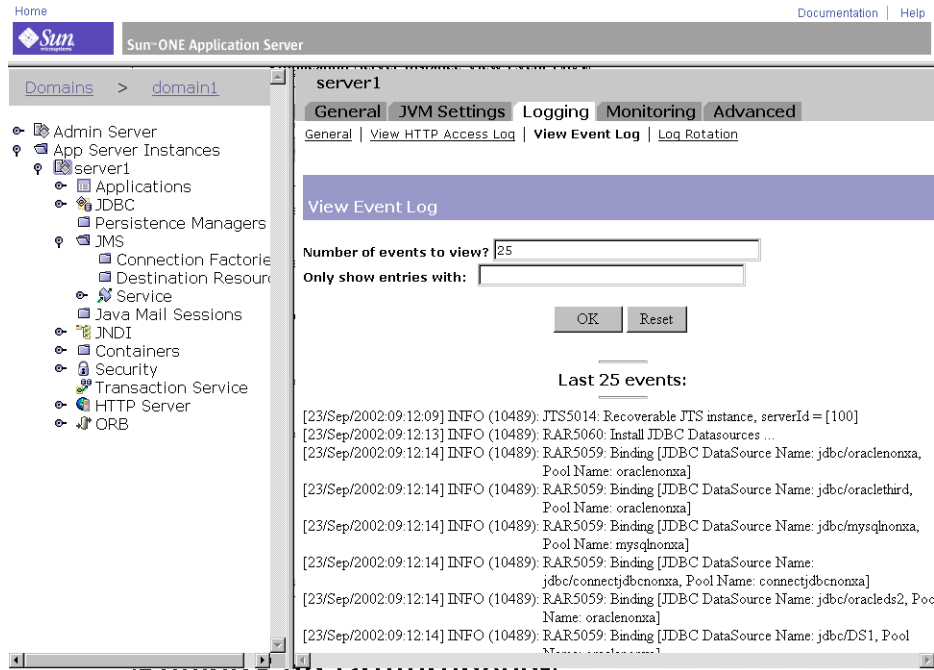 Home
Documentation | Help
Sun
microsystems
Sun™ ONE Application Server
Domains > domain1
Admin Server
App Server Instances
server1
Applications
JDBC
Persistence Managers
JMS
Connection Factorie
Destination Resour
Service
Java Mail Sessions
JNDI
Containers
Security
Transaction Service
HTTP Server
ORB
server1
General JVM Settings Logging Monitoring Advanced
General | View HTTP Access Log | View Event Log | Log Rotation
View Event Log
Number of events to view? 25
Only show entries with:
OK Reset
Last 25 events:
[23/Sep/2002:09:12:09] INFO (10489): JTS5014: Recoverable JTS instance, serverId = [100]
[23/Sep/2002:09:12:13] INFO (10489): RAR5060: Install JDBC Datasources ...
[23/Sep/2002:09:12:14] INFO (10489): RAR5059: Binding [JDBC DataSource Name: jdbc/oraclenonxa,
Pool Name: oraclenonxa]
[23/Sep/2002:09:12:14] INFO (10489): RAR5059: Binding [JDBC DataSource Name: jdbc/oraclethird,
Pool Name: oraclenonxa]
[23/Sep/2002:09:12:14] INFO (10489): RAR5059: Binding [JDBC DataSource Name: jdbc/mysqlnonxa,
Pool Name: mysqlnonxa]
[23/Sep/2002:09:12:14] INFO (10489): RAR5059: Binding [JDBC DataSource Name:
jdbc/connectjdbcnonxa, Pool Name: connectjdbcnonxa]
[23/Sep/2002:09:12:14] INFO (10489): RAR5059: Binding [JDBC DataSource Name: jdbc/oracleds2, Poo
Name: oraclenonxa]
[23/Sep/2002:09:12:14] INFO (10489): RAR5059: Binding [JDBC DataSource Name: jdbc/DS1, Pool